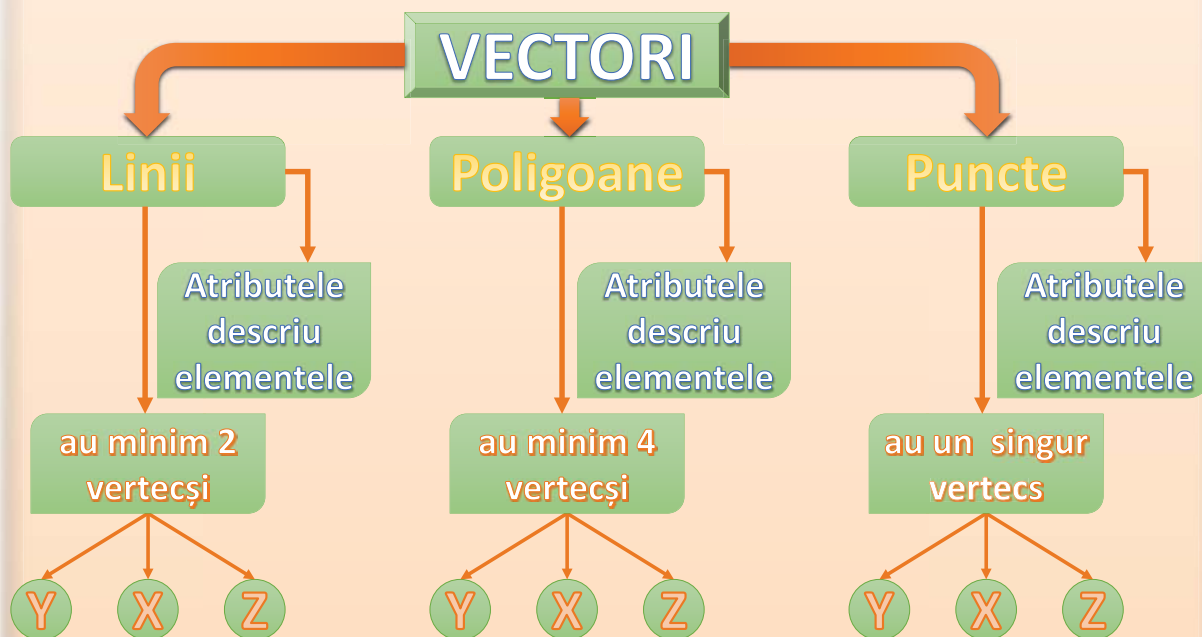 VECTORI
Linii
Poligoane
Puncte
Atributele
descriu
elementele
Atributele
descriu
elementele
Atributele
descriu
elementele
au minim 2
vertecși
au minim 4
vertecși
au un singur
vertecs
Y X Z
Y X Z
Y X Z